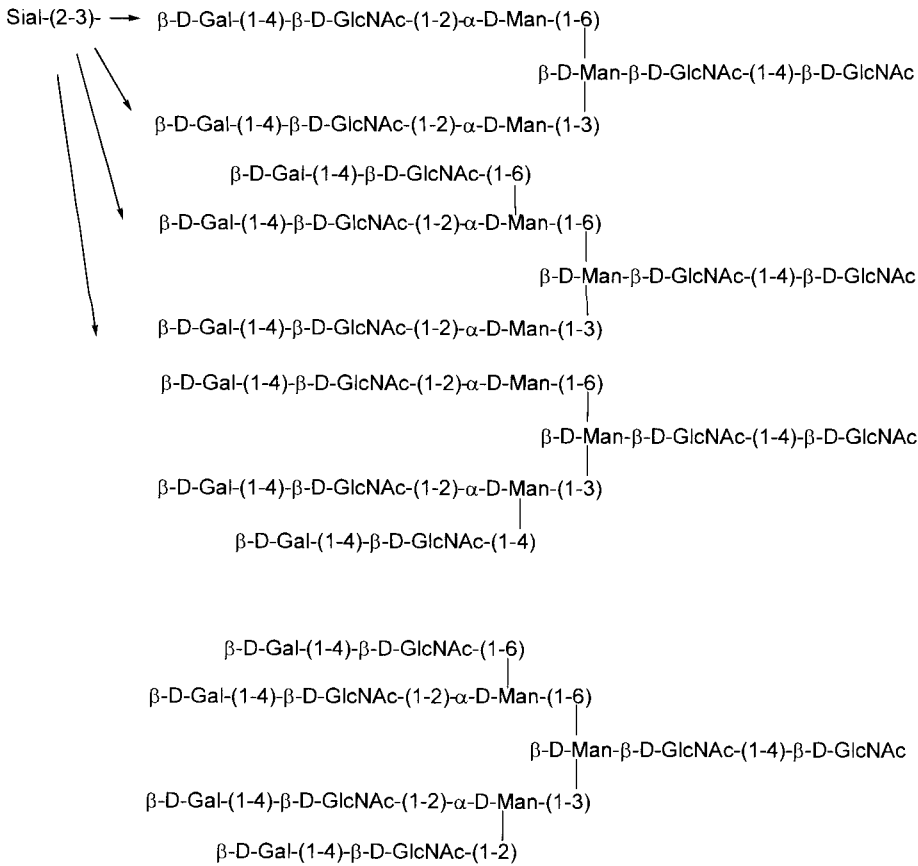 Sial-(2-3)- β-D-Gal-(1-4)-β-D-GlcNAc-(1-2)-α-D-Man-(1-6)
β-D-Man-β-D-GlcNAc-(1-4)-β-D-GlcNAc
β-D-Gal-(1-4)-β-D-GlcNAc-(1-2)-α-D-Man-(1-3)
β-D-Gal-(1-4)-β-D-GlcNAc-(1-6)
β-D-Gal-(1-4)-β-D-GlcNAc-(1-2)-α-D-Man-(1-6)
β-D-Man-β-D-GlcNAc-(1-4)-β-D-GlcNAc
β-D-Gal-(1-4)-β-D-GlcNAc-(1-2)-α-D-Man-(1-3)
β-D-Gal-(1-4)-β-D-GlcNAc-(1-2)-α-D-Man-(1-6)
β-D-Man-β-D-GlcNAc-(1-4)-β-D-GlcNAc
β-D-Gal-(1-4)-β-D-GlcNAc-(1-2)-α-D-Man-(1-3)
β-D-Gal-(1-4)-β-D-GlcNAc-(1-4)
β-D-Gal-(1-4)-β-D-GlcNAc-(1-6)
β-D-Gal-(1-4)-β-D-GlcNAc-(1-2)-α-D-Man-(1-6)
β-D-Man-β-D-GlcNAc-(1-4)-β-D-GlcNAc
β-D-Gal-(1-4)-β-D-GlcNAc-(1-2)-α-D-Man-(1-3)
β-D-Gal-(1-4)-β-D-GlcNAc-(1-2)